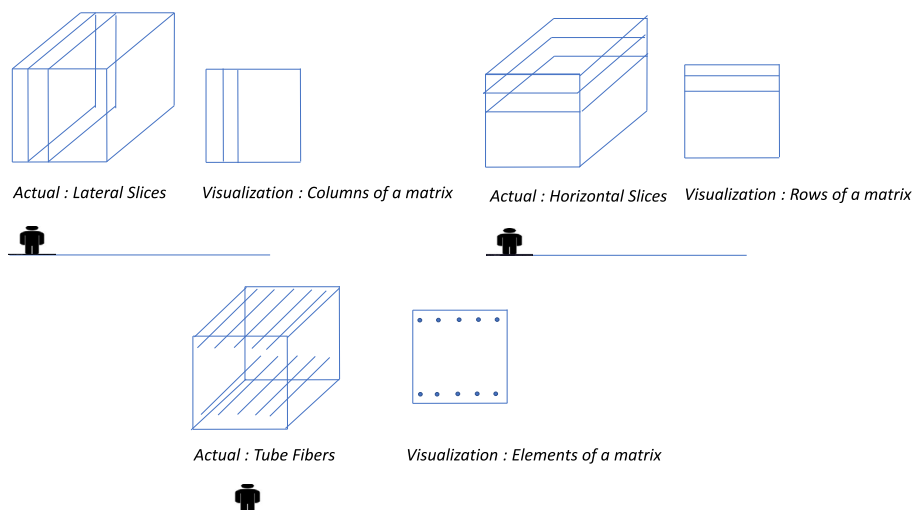 Actual : Lateral Slices
Visualization : Columns of a matrix
Actual : Horizontal Slices
Visualization : Rows of a matrix
Actual : Tube Fibers
Visualization : Elements of a matrix